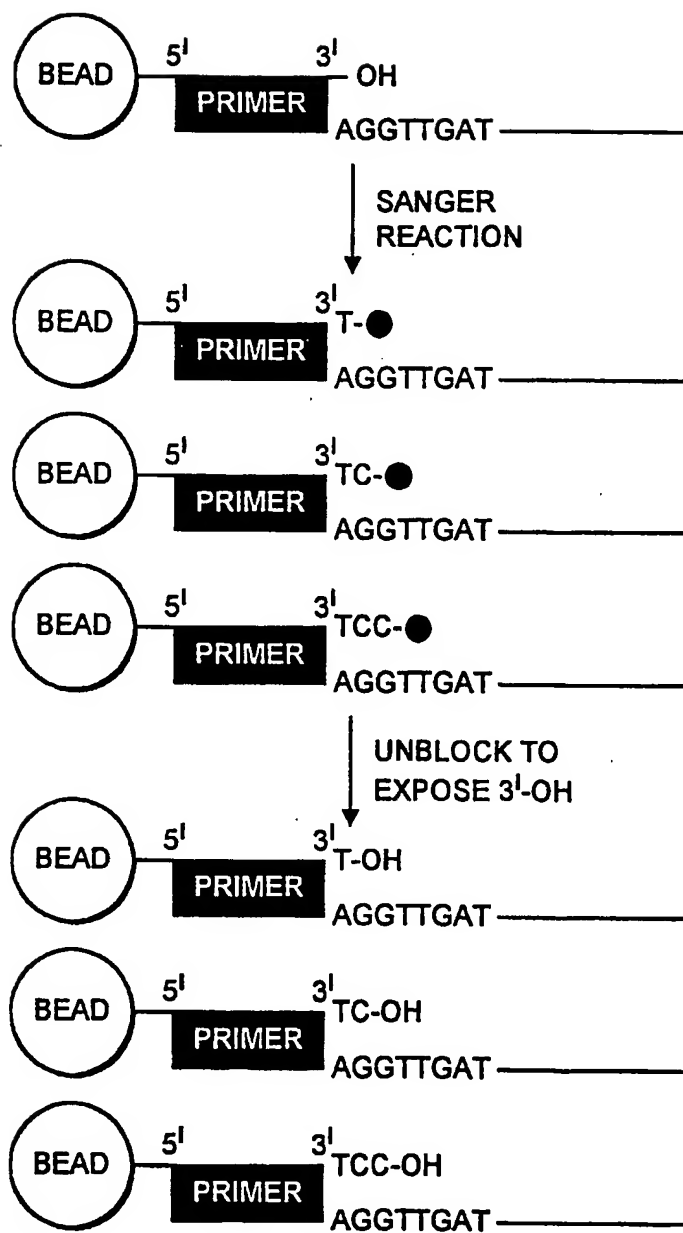 5' 3'
BEAD OH
PRIMER
AGGTTGAT
SANGER
REACTION
5' 3'
BEAD T-
PRIMER
AGGTTGAT
5' 3'
BEAD TC-
PRIMER
AGGTTGAT
5' 3'
BEAD TCC-
PRIMER
AGGTTGAT
UNBLOCK TO
EXPOSE 3'-OH
5' 3'
BEAD T-OH
PRIMER
AGGTTGAT
5' 3'
BEAD TC-OH
PRIMER
AGGTTGAT
5' 3'
BEAD TCC-OH
PRIMER
AGGTTGAT